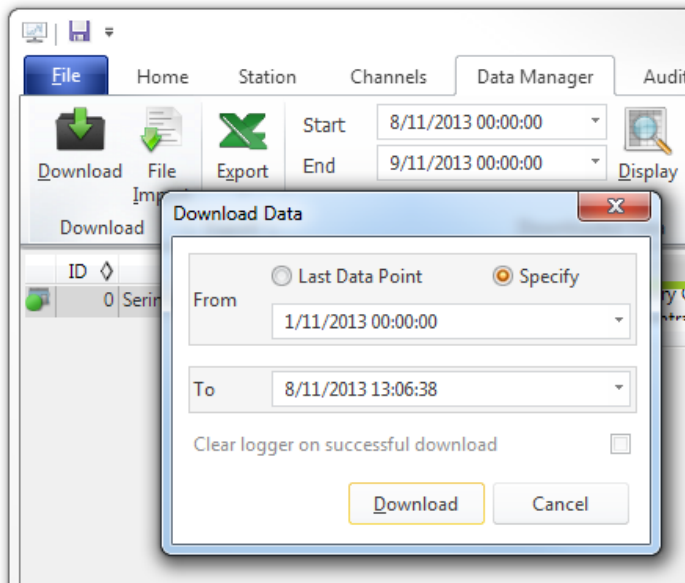 File Home Station Channels Data Manager
Start 8/11/2013 00:00:00
Download File Export End 9/11/2013 00:00:00 Display
Download
Download Data
ID
Last Data Point Specify
0
From
1/11/2013 00:00:00
To 8/11/2013 13:06:38
Clear logger on successful download
Download Cancel